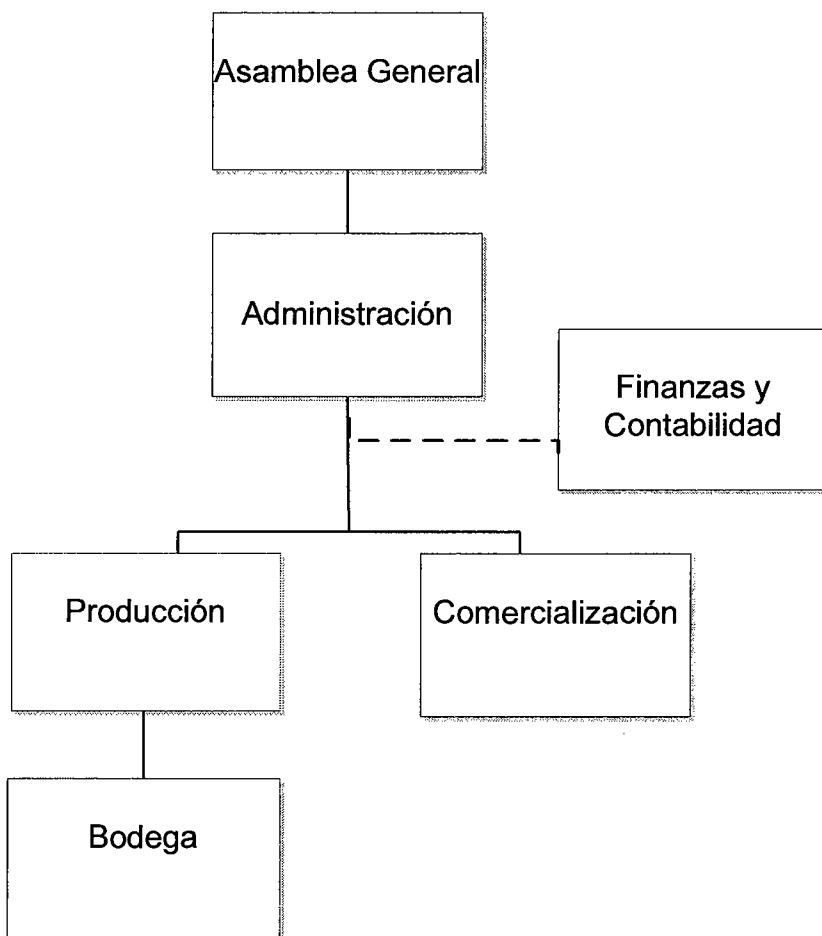 Asamblea General
Administración
Finanzas y
Contabilidad
Producción
Comercialización
Bodega